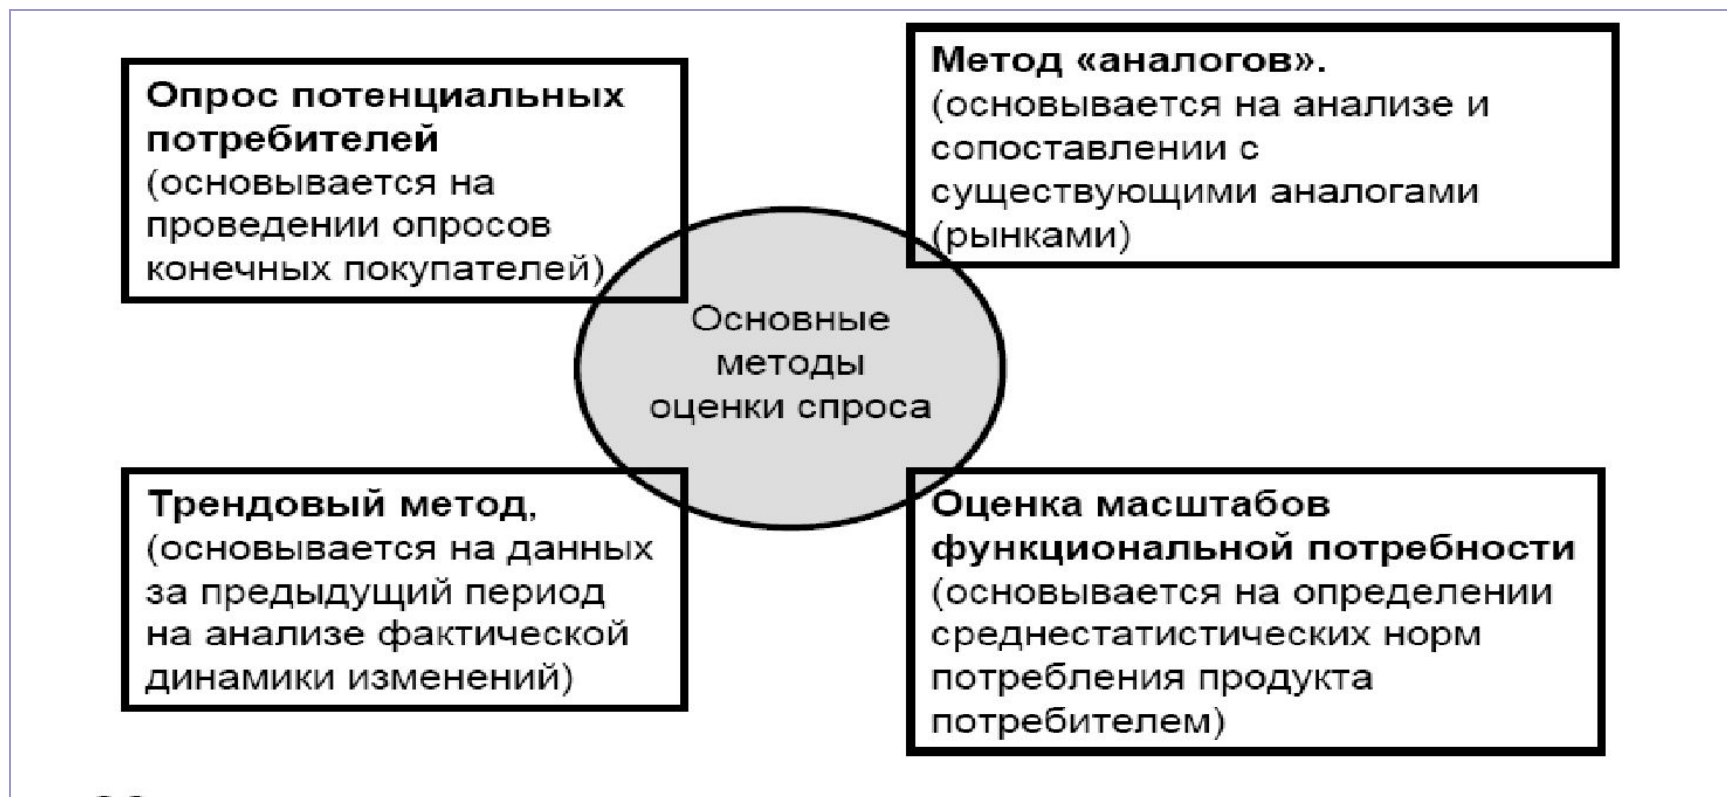 Опрос потенциальных
потребителей
(основывается на
проведении опросов
конечных покупателей)
Метод «аналогов».
(основывается на анализе и
сопоставлении с
существующими аналогами
(рынками)
Основные
методы
оценки спроса
Трендовый метод,
(основывается на данных
за предыдущий период
на анализе фактической
динамики изменений)
Оценка масштабов
функциональной потребности
(основывается на определении
среднестатистических норм
потребления продукта
потребителем)